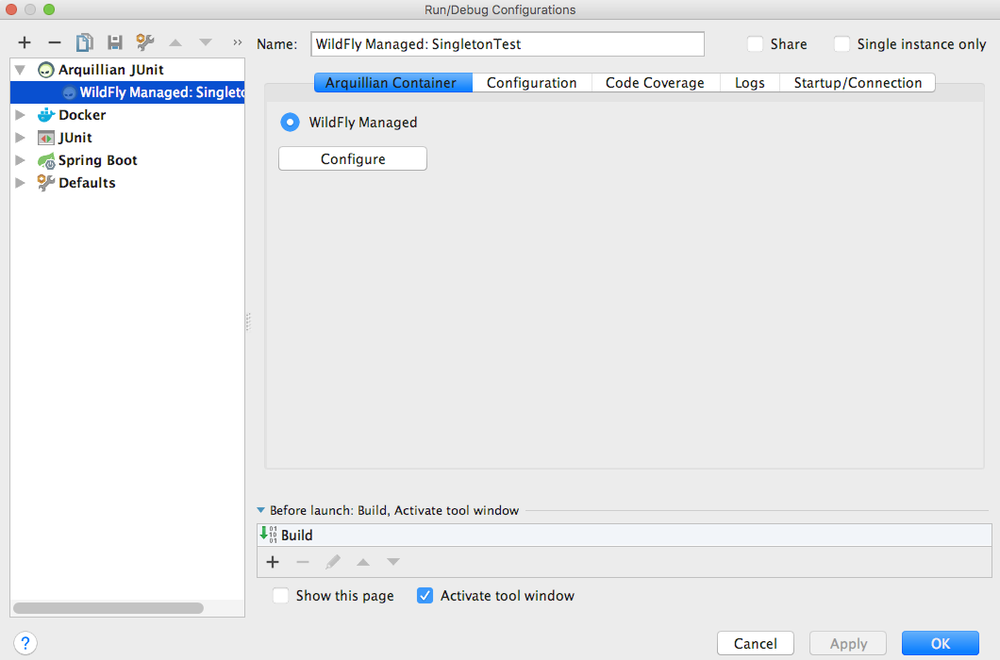 Run/Debug Configurations
Name: WildFly Managed: SingletonTest Share Single instance only
Arquillian JUnit
WildFly Managed: Singleto
Docker
JUnit
Spring Boot
Defaults
Arquillian Container Configuration Code Coverage Logs Startup/Connection
WildFly Managed
Configure
Before launch: Build, Activate tool window
Build
Show this page Activate tool window
? Cancel Apply OK